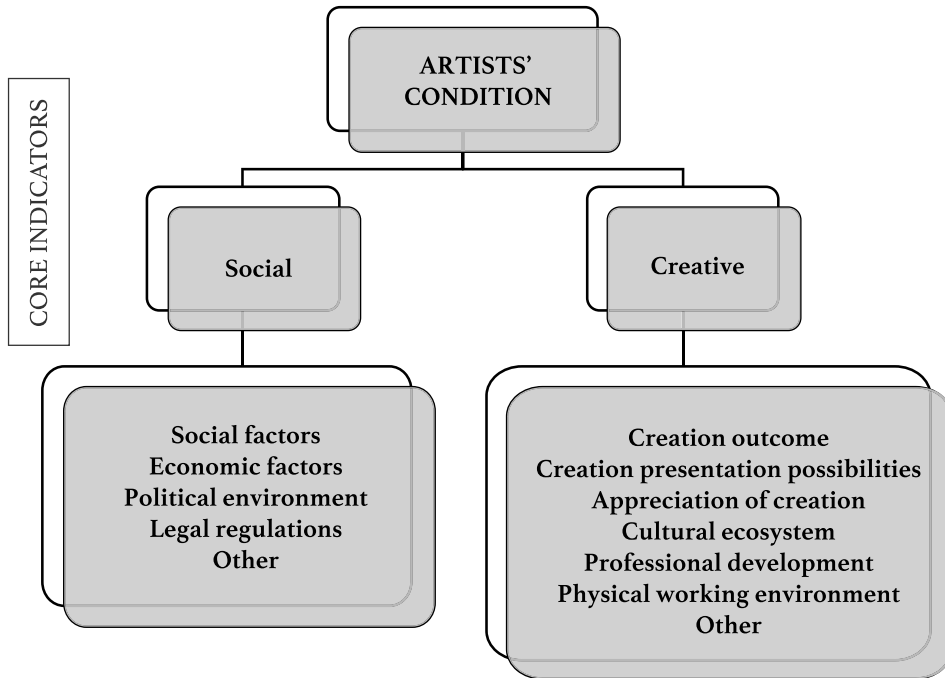 ARTISTS'
CONDITION
CORE INDICATORS
Social
Creative
Social factors
Economic factors
Political environment
Legal regulations
Other
Creation outcome
Creation presentation possibilities
Appreciation of creation
Cultural ecosystem
Professional development
Physical working environment
Other